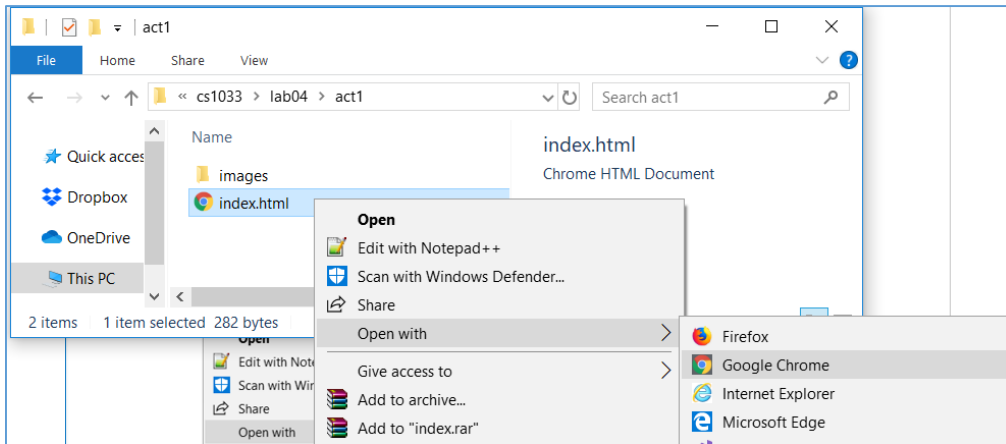 act1
File Home Share View
« cs1033 > lab04 > act1
Search act1
Quick acces
Dropbox
OneDrive
This PC
Name
images
index.html
index.html
Chrome HTML Document
2 items 1 item selected 282 bytes
Open
Edit with Notepad++
Scan with Windows Defender...
Share
Open with
Give access to
Add to archive...
Add to "index.rar"
Firefox
Google Chrome
Internet Explorer
Microsoft Edge
Open
Edit with Note
Scan with Wir
Share
Open with